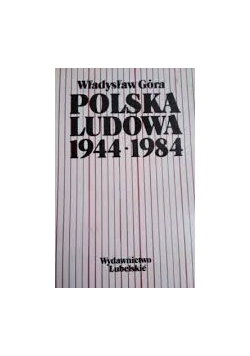 Władysław Góra
POLSKA
LUDOWA
1944-1984
Wydawnictwo
Lubelskie